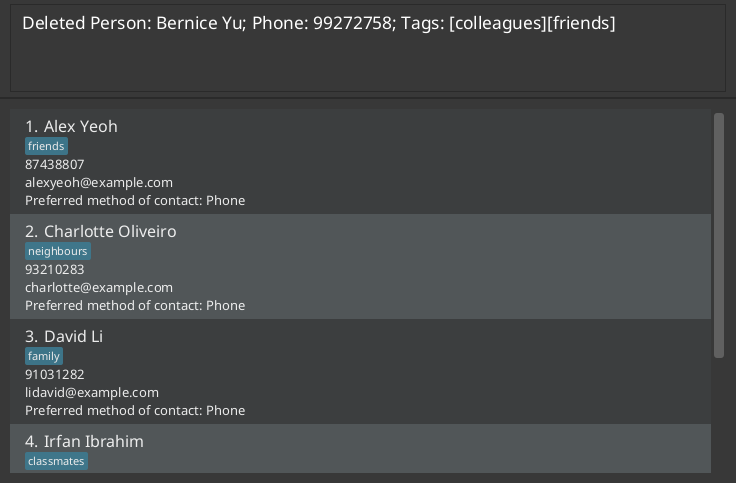 Deleted Person: Bernice Yu; Phone: 99272758; Tags: [colleagues][friends]
1. Alex Yeoh
friends
87438807
alexyeoh@example.com
Preferred method of contact: Phone
2. Charlotte Oliveiro
neighbours
93210283
charlotte@example.com
Preferred method of contact: Phone
3. David Li
family
91031282
lidavid@example.com
Preferred method of contact: Phone
4. Irfan Ibrahim
classmates